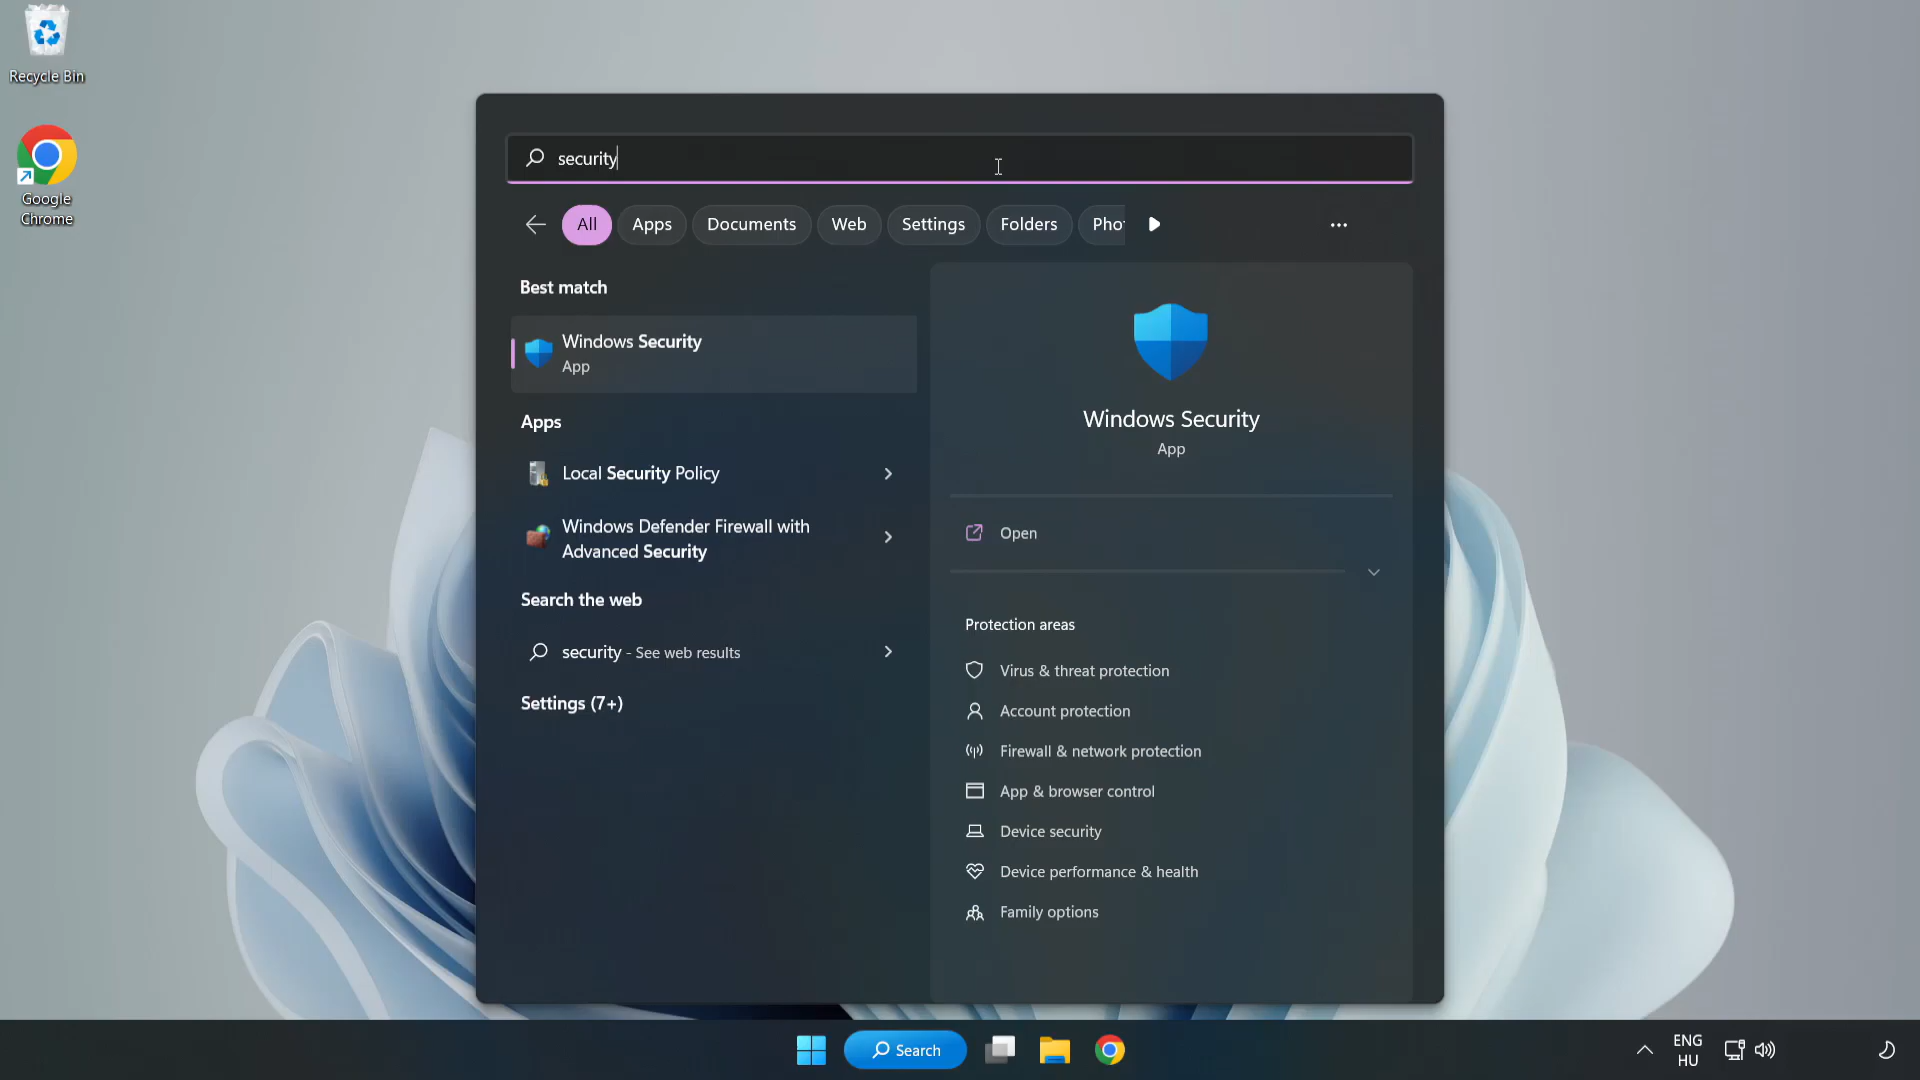 Recycle Bin
Google
Chrome
security
All
Apps
Documents
Web
Settings
Folders
Phot
Best match
Windows Security
App
Apps
Local Security Policy
Windows Defender Firewall with
Advanced Security
Search the web
security - See web results
Settings (7+)
Windows Security
App
Open
Protection areas
Virus & threat protection
Account protection
Firewall & network protection
App & browser control
Device security
Device performance & health
Family options
Search
ENG
HU